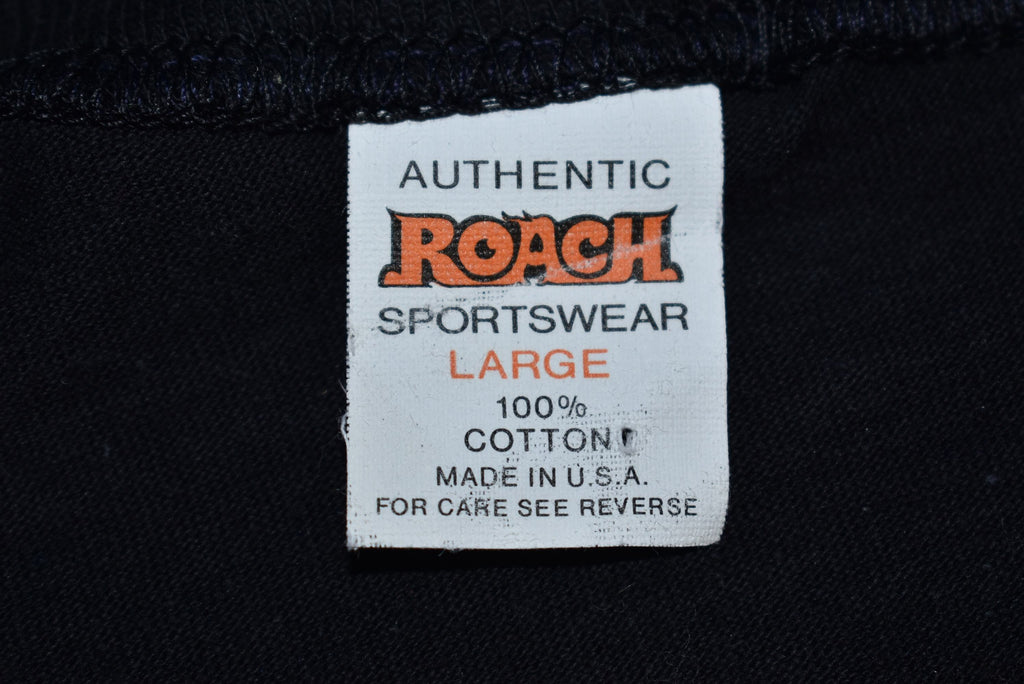 AUTHENTIC
ROACH
SPORTSWEAR
LARGE
100%
COTTON
MADE IN U.S.A.
FOR CARE SEE REVERSE